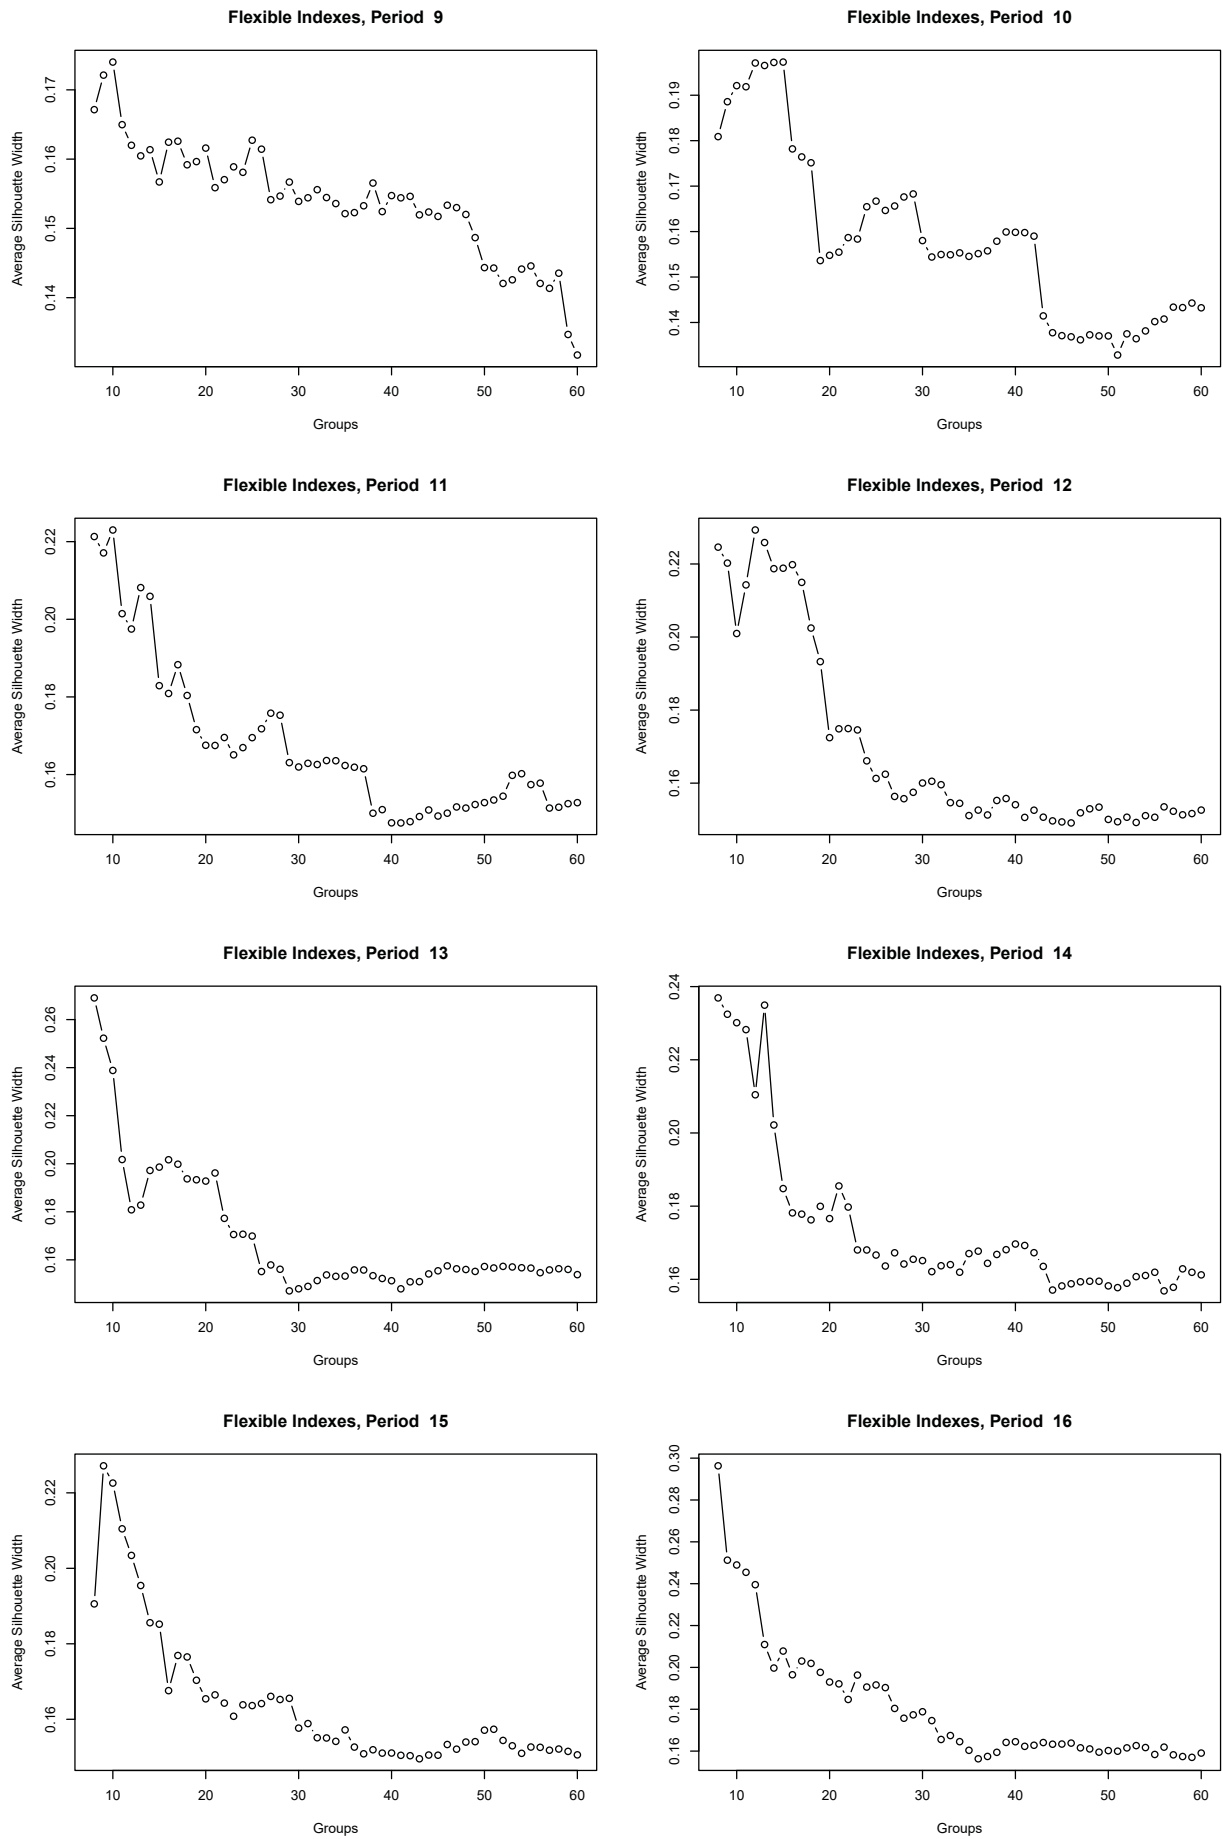 Flexible Indexes, Period 9
Average Silhouette Width
0.14 0.15 0.16 0.17
10 20 30 40 50 60
Groups
Flexible Indexes, Period 10
Average Silhouette Width
0.14 0.15 0.16 0.17 0.18 0.19
10 20 30 40 50 60
Groups
Flexible Indexes, Period 11
Average Silhouette Width
0.16 0.18 0.20 0.22
10 20 30 40 50 60
Groups
Flexible Indexes, Period 12
Average Silhouette Width
0.16 0.18 0.20 0.22
10 20 30 40 50 60
Groups
Flexible Indexes, Period 13
Average Silhouette Width
0.16 0.18 0.20 0.22 0.24 0.26
10 20 30 40 50 60
Groups
Flexible Indexes, Period 14
Average Silhouette Width
0.16 0.18 0.20 0.22 0.24
10 20 30 40 50 60
Groups
Flexible Indexes, Period 15
Average Silhouette Width
0.16 0.18 0.20 0.22
10 20 30 40 50 60
Groups
Flexible Indexes, Period 16
Average Silhouette Width
0.16 0.18 0.20 0.22 0.24 0.26 0.28 0.30
10 20 30 40 50 60
Groups